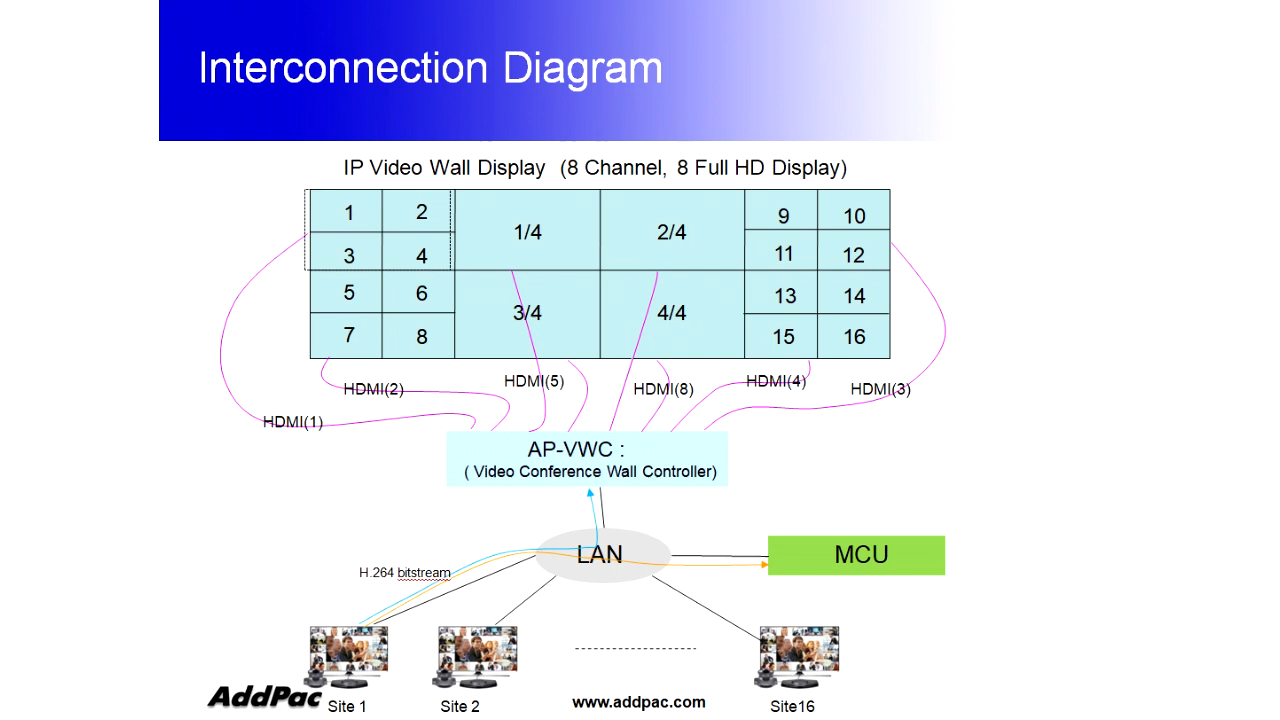 Interconnection Diagram
IP Video Wall Display (8 Channel, 8 Full HD Display)
1 2 1/4 2/4 9 10
3 4 11 12
5 6 3/4 4/4 13 14
7 8 15 16
HDMI(1)
HDMI(2)
HDMI(5)
HDMI(8)
HDMI(4)
HDMI(3)
AP-VWC :
( Video Conference Wall Controller)
LAN
MCU
H.264 bitstream
AddPac
Site 1
Site 2
www.addpac.com
Site16